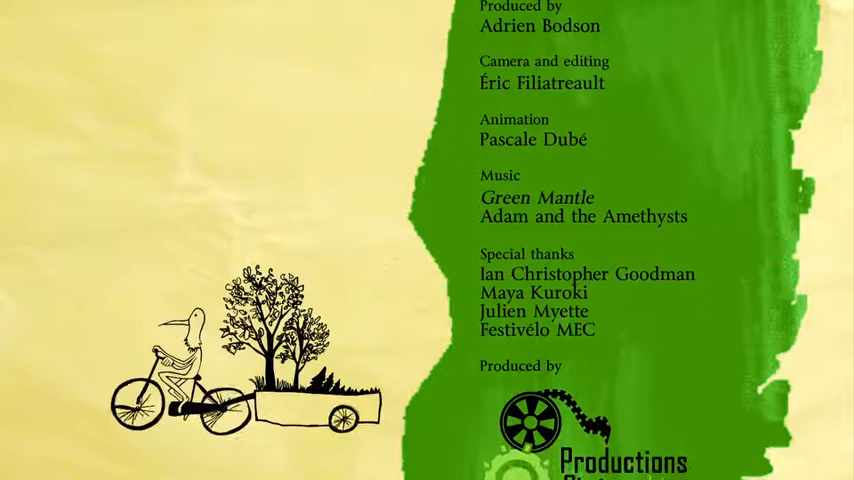 Produced by
Adrien Bodson
Camera and editing
Éric Filiatreault
Animation
Pascale Dubé
Music
Green Mantle
Adam and the Amethysts
Special thanks
Ian Christopher Goodman
Maya Kuroki
Julien Myette
Festivélo MEC
Produced by
Productions